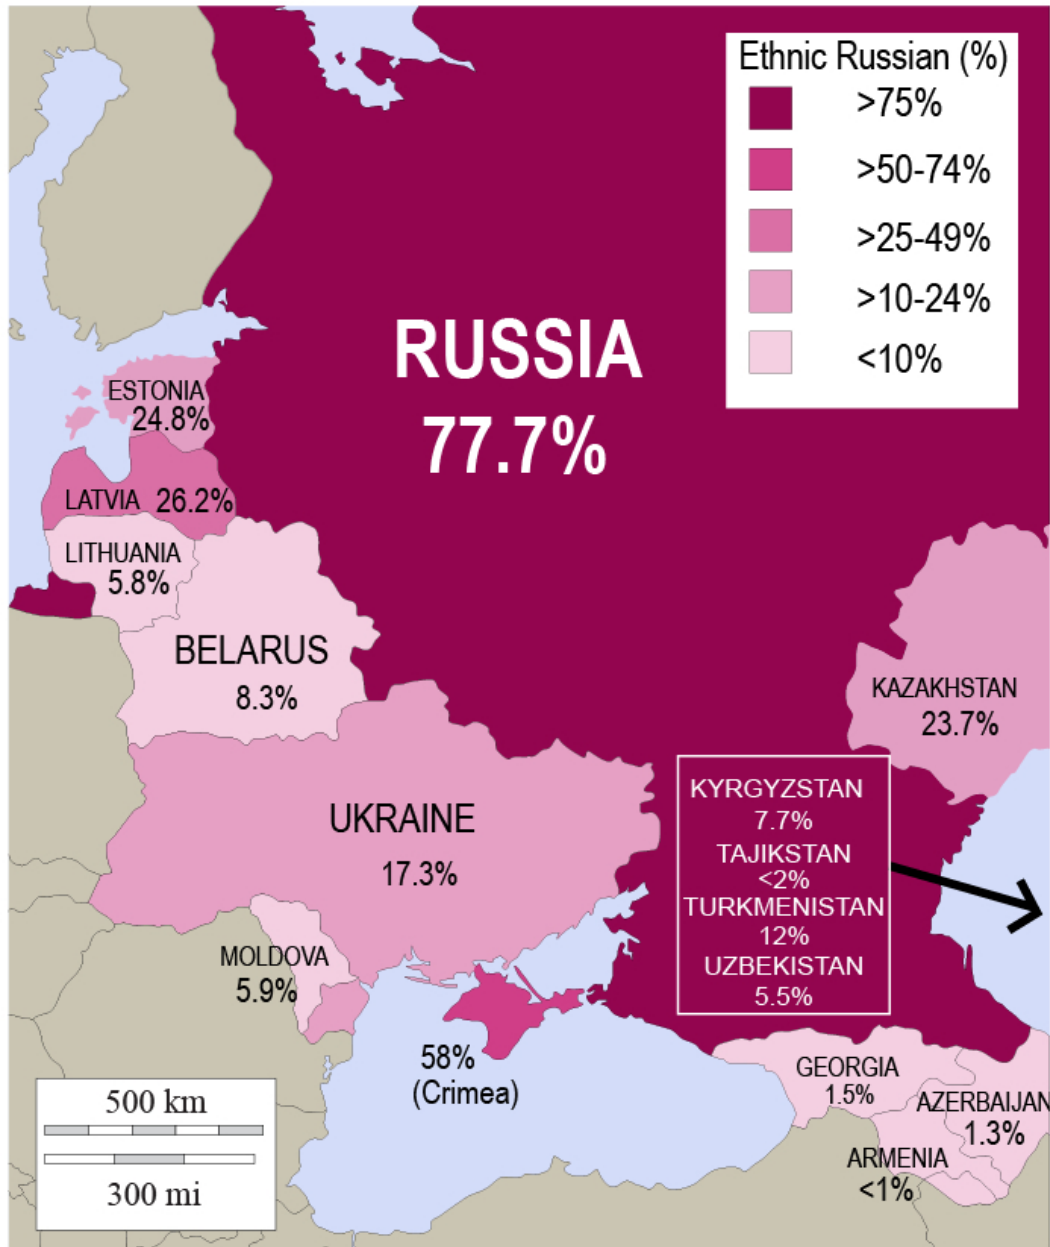 Ethnic Russian (%)
>75%
>50-74%
>25-49%
>10-24%
<10%
RUSSIA
77.7%
ESTONIA
24.8%
LATVIA 26.2%
LITHUANIA
5.8%
BELARUS
8.3%
KAZAKHSTAN
23.7%
UKRAINE
17.3%
KYRGYZSTAN
7.7%
TAJIKSTAN
<2%
TURKMENISTAN
12%
UZBEKISTAN
5.5%
MOLDOVA
5.9%
58%
(Crimea)
GEORGIA
1.5%
AZERBAIJAN
1.3%
ARMENIA
<1%
500 km
300 mi